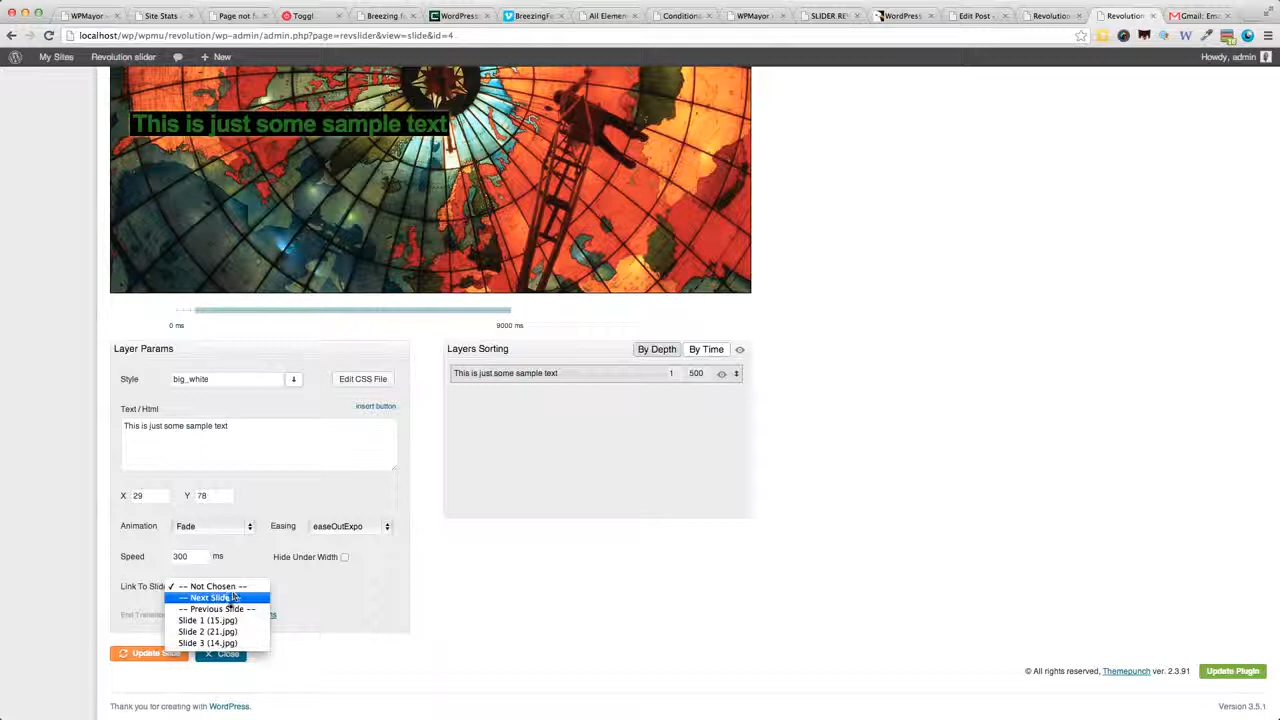 WPMayor
Site Stats
Page not f
Toggl
Breezing f
WordPress
BreezingF
All Elemen
Condition
WPMayor
SLIDER RE
WordPress
Edit Post
Revolution
Revolution
Gmail: Em
localhost/wp/wpmu/revolution/wp-admin/admin.php?page=revslider&view=slide&id=4
My Sites Revolution slider + New Howdy, admin
This is just some sample text
0 ms 9000 ms
Layer Params
Style big_white Edit CSS File
Text / Html insert button
This is just some sample text
X 29 Y 78
Animation Fade Easing easeOutExpo
Speed 300 ms Hide Under Width
Link To Slide ✓ -- Not Chosen --
-- Next Slide --
-- Previous Slide --
Slide 1 (15.jpg)
Slide 2 (21.jpg)
Slide 3 (14.jpg)
End Transition
Update Slide X Close
Layers Sorting By Depth By Time
This is just some sample text 1 500
© All rights reserved, Themepunch ver. 2.3.91 Update Plugin
Thank you for creating with WordPress. Version 3.5.1